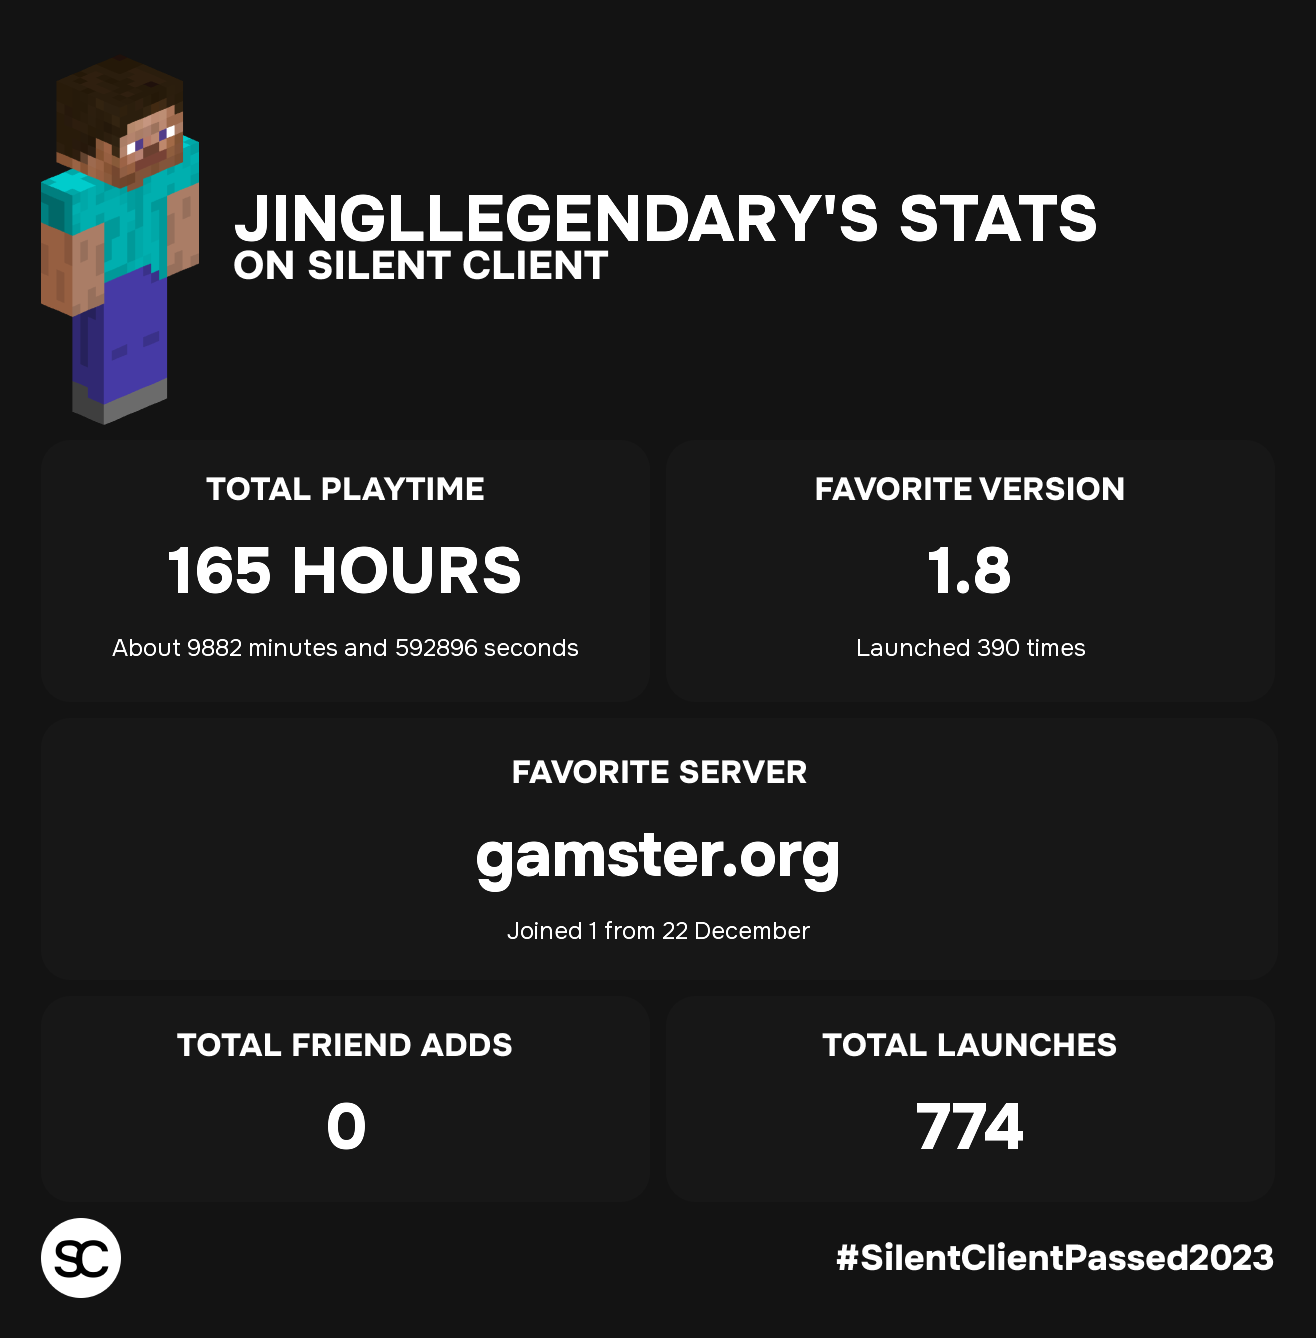 JINGLLEGENDARY'S STATS
ON SILENT CLIENT
TOTAL PLAYTIME
165 HOURS
About 9882 minutes and 592896 seconds
FAVORITE VERSION
1.8
Launched 390 times
FAVORITE SERVER
gamster.org
Joined 1 from 22 December
TOTAL FRIEND ADDS
0
TOTAL LAUNCHES
774
SC
#SilentClientPassed2023